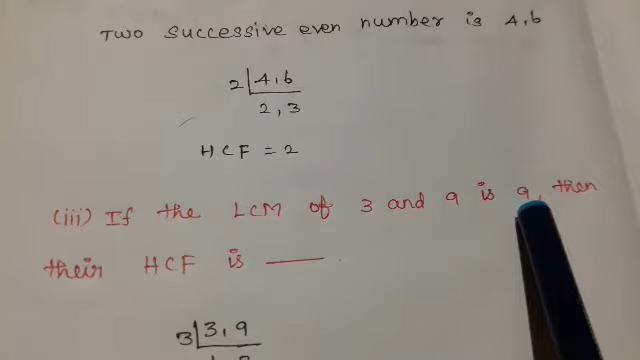 Two successive even number is 4,6
2 | 4,6
2,3
HCF = 2
(iii) If the LCM of 3 and 9 is 9, then
their HCF is ____ .
3 | 3,9